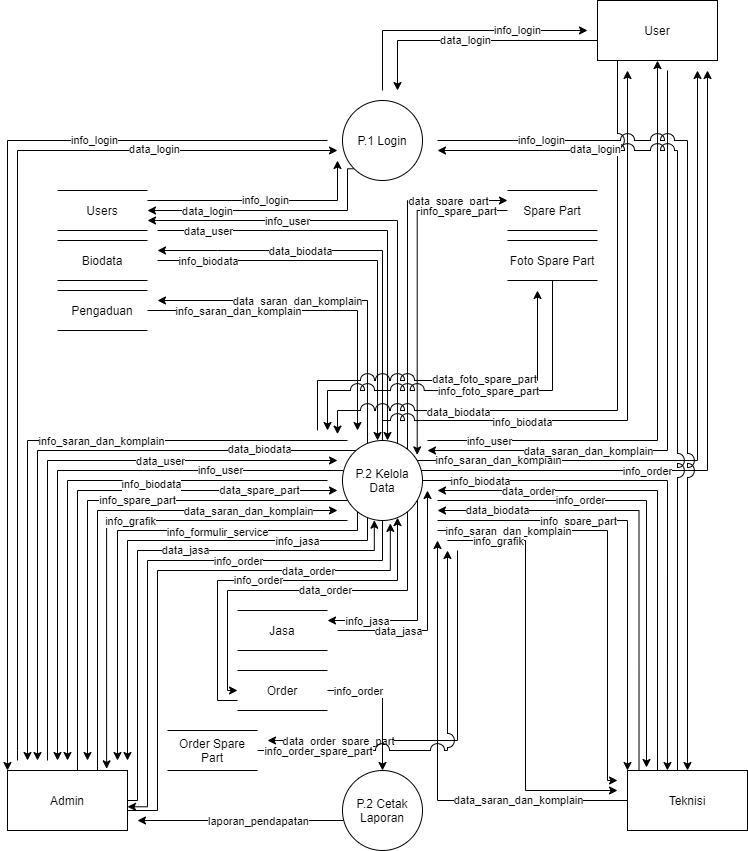 info_login
User
data_login
P.1 Login
info_login
data_login
info_login
data_login
info_login
Users
data_login
info_user
data_user
data_spare_part
info_spare_part
Spare Part
Biodata
data_biodata
info_biodata
Foto Spare Part
Pengaduan
data_saran_dan_komplain
info_saran_dan_komplain
data_foto_spare_part
info_foto_spare_part
data_biodata
info_biodata
info_saran_dan_komplain
data_biodata
data_user
info_user
info_biodata
data_spare_part
info_spare_part
data_saran_dan_komplain
info_grafik
info_formulir_service
info_jasa
data_jasa
info_order
data_order
info_order
data_order
P.2 Kelola
Data
info_user
data_saran_dan_komplain
info_saran_dan_komplain
info_order
info_biodata
data_order
info_order
data_biodata
info_spare_part
info_saran_dan_komplain
info_grafik
Jasa
info_jasa
data_jasa
Order
info_order
Order Spare
Part
data_order_spare_part
info_order_spare_part
Admin
P.2 Cetak
Laporan
data_saran_dan_komplain
Teknisi
laporan_pendapatan